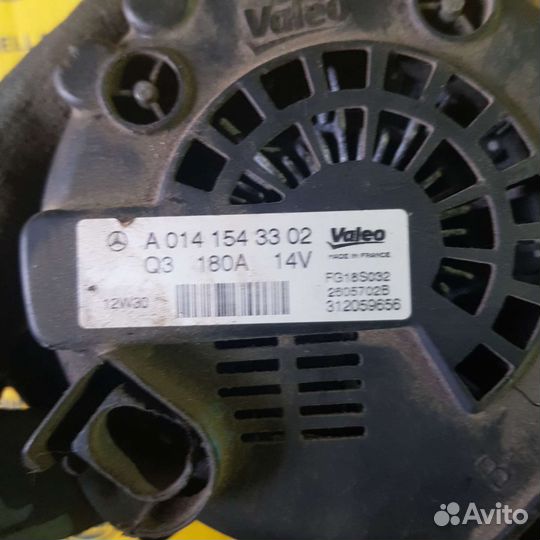 Valeo
A 014 154 33 02
Q3 180A 14V
12W30
Valeo
MADE IN FRANCE
FG18S032
2605702B
312059656
Avito